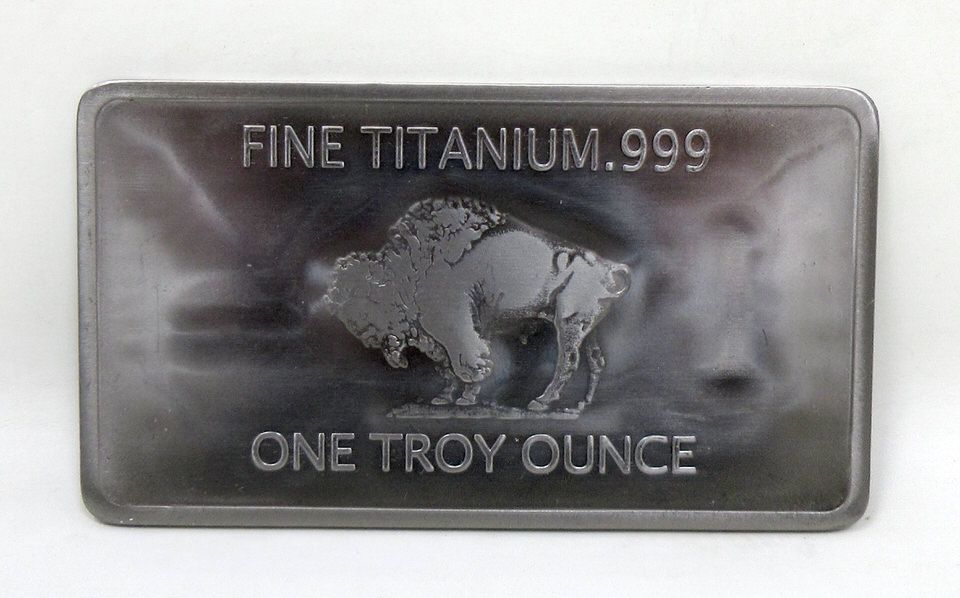 FINE TITANIUM.999
ONE TROY OUNCE